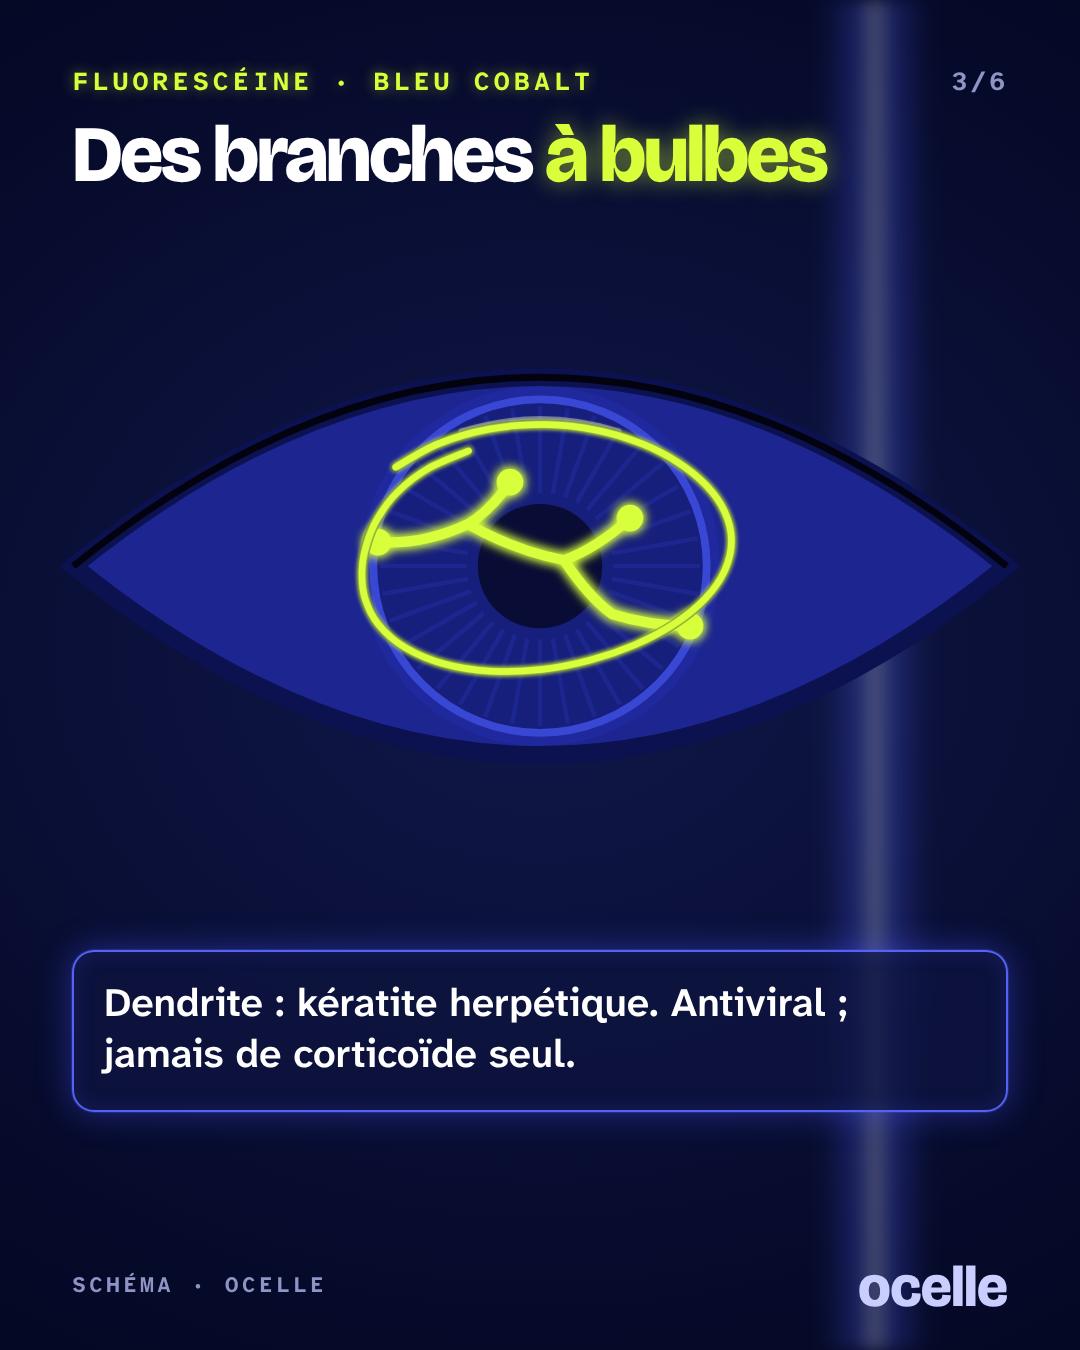 FLUORESCÉINE · BLEU COBALT
3/6
Des branches à bulbes
Dendrite : kératite herpétique. Antiviral ;
jamais de corticoïde seul.
SCHÉMA · OCELLE
ocelle